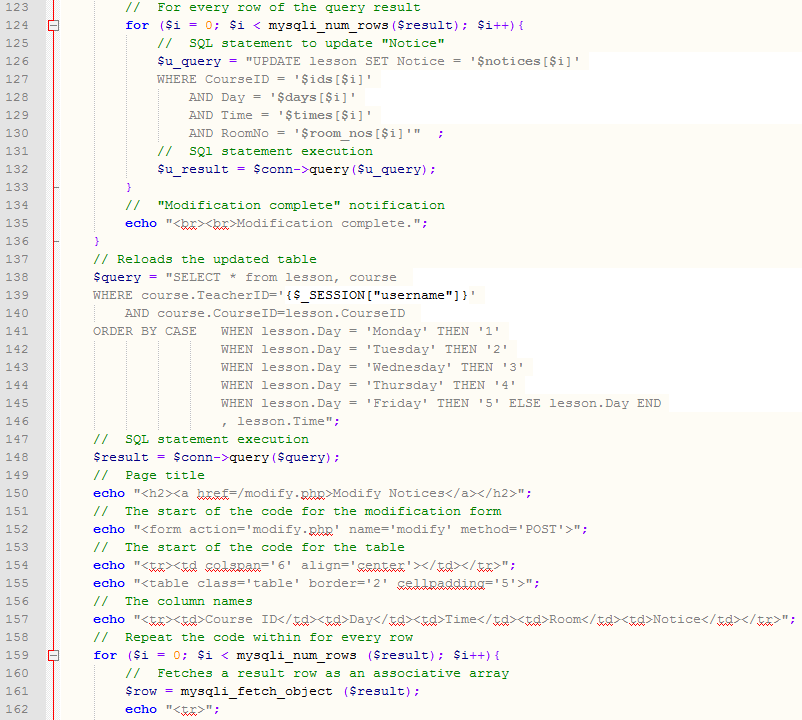 123 //  For every row of the query result
124 for ($i = 0; $i < mysqli_num_rows($result); $i++){
125 //  SQL statement to update "Notice"
126 $u_query = "UPDATE lesson SET Notice = '$notices[$i]'
127 WHERE CourseID = '$ids[$i]'
128 AND Day = '$days[$i]'
129 AND Time = '$times[$i]'
130 AND RoomNo = '$room_nos[$i]'"  ;
131 //  SQl statement execution
132 $u_result = $conn->query($u_query);
133 }
134 //  "Modification complete" notification
135 echo "<br><br>Modification complete.";
136 }
137 // Reloads the updated table
138 $query = "SELECT * from lesson, course
139 WHERE course.TeacherID='{$_SESSION["username"]}'
140 AND course.CourseID=lesson.CourseID
141 ORDER BY CASE   WHEN lesson.Day = 'Monday' THEN '1'
142 WHEN lesson.Day = 'Tuesday' THEN '2'
143 WHEN lesson.Day = 'Wednesday' THEN '3'
144 WHEN lesson.Day = 'Thursday' THEN '4'
145 WHEN lesson.Day = 'Friday' THEN '5' ELSE lesson.Day END
146 , lesson.Time";
147 //  SQL statement execution
148 $result = $conn->query($query);
149 //  Page title
150 echo "<h2><a href=/modify.php>Modify Notices</a></h2>";
151 //  The start of the code for the modification form
152 echo "<form action='modify.php' name='modify' method='POST'>";
153 //  The start of the code for the table
154 echo "<tr><td colspan='6' align='center'></td></tr>";
155 echo "<table class='table' border='2' cellpadding='5'>";
156 //  The column names
157 echo "<tr><td>Course ID</td><td>Day</td><td>Time</td><td>Room</td><td>Notice</td></tr>";
158 //  Repeat the code within for every row
159 for ($i = 0; $i < mysqli_num_rows ($result); $i++){
160 //  Fetches a result row as an associative array
161 $row = mysqli_fetch_object ($result);
162 echo "<tr>";